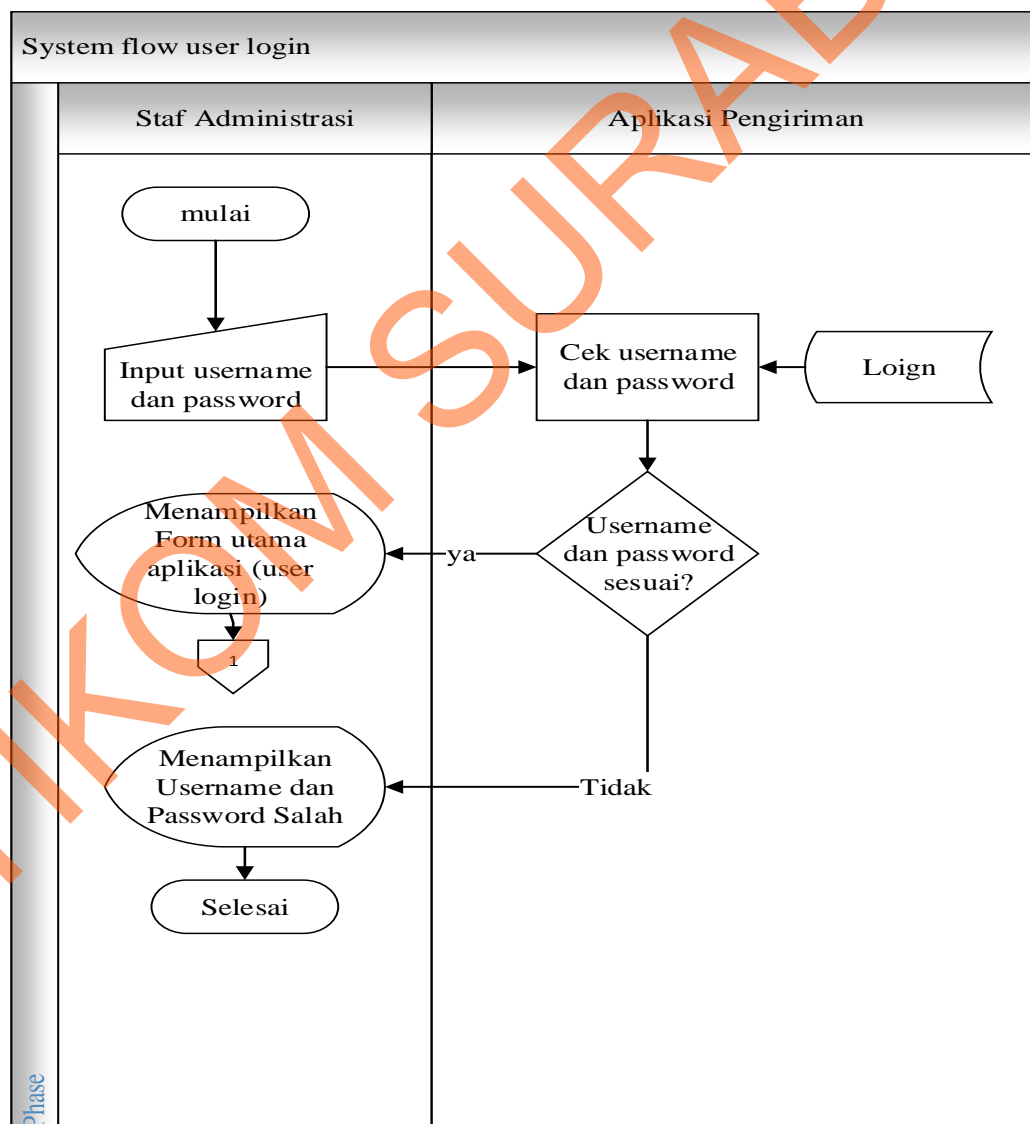 System flow user login
Staf Administrasi
Aplikasi Pengiriman
mulai
Input username
dan password
Cek username
dan password
Loign
Menampilkan
Form utama
aplikasi (user
login)
ya
Username
dan password
sesuai?
1
Menampilkan
Username dan
Password Salah
Tidak
Selesai
Phase
IKOM SURAB